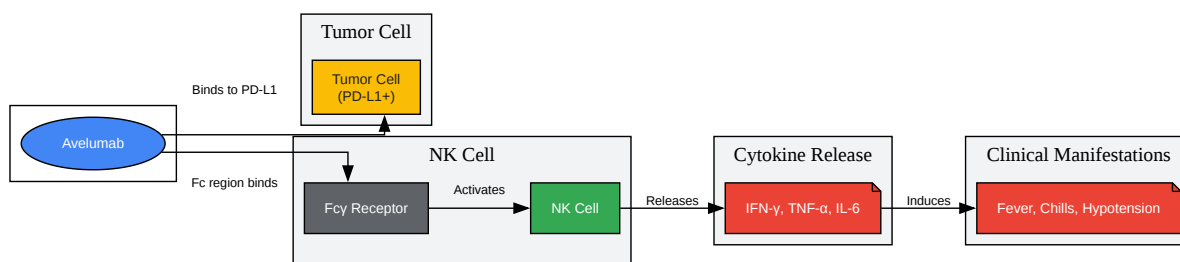 Tumor Cell
Tumor Cell
(PD-L1+)
Binds to PD-L1
Avelumab
Fc region binds
NK Cell
Fcγ Receptor
Activates
NK Cell
Releases
Cytokine Release
IFN-γ, TNF-α, IL-6
Induces
Clinical Manifestations
Fever, Chills, Hypotension